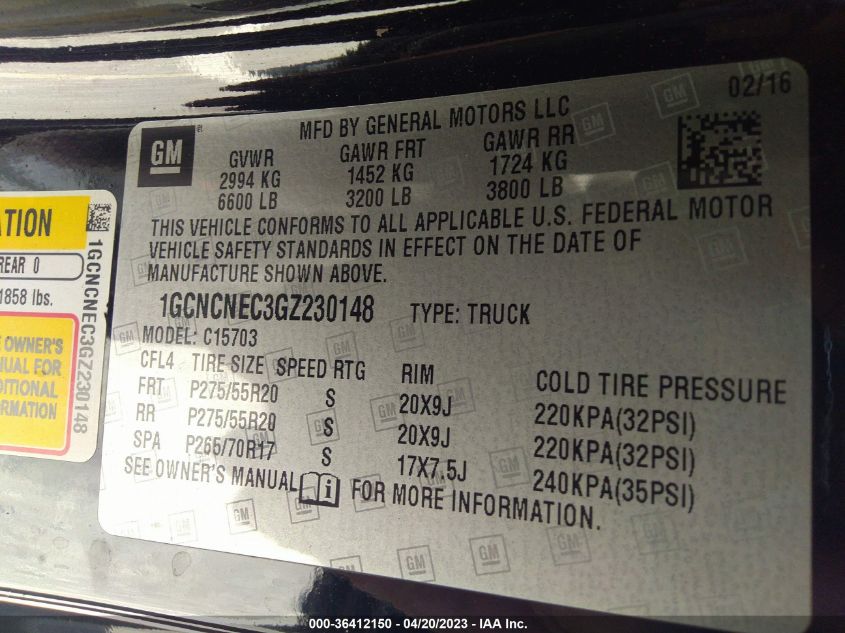 ATION
REAR 0
1858 lbs.
OWNER'S
FOR
1GCNCNEC3GZ230148
GM
®
02/16
MFD BY GENERAL MOTORS LLC
GVWR GAWR FRT GAWR RR
2994 KG 1452 KG 1724 KG
6600 LB 3200 LB 3800 LB
THIS VEHICLE CONFORMS TO ALL APPLICABLE U.S. FEDERAL MOTOR
VEHICLE SAFETY STANDARDS IN EFFECT ON THE DATE OF
MANUFACTURE SHOWN ABOVE.
1GCNCNEC3GZ230148 TYPE: TRUCK
MODEL: C15703
CFL4 TIRE SIZE SPEED RTG RIM COLD TIRE PRESSURE
FRT P275/55R20 S 20X9J 220KPA(32PSI)
RR P275/55R20 S 20X9J 220KPA(32PSI)
SPA P265/70R17 S 17X7.5J 240KPA(35PSI)
SEE OWNER'S MANUAL FOR MORE INFORMATION.
000-36412150 - 04/20/2023 - IAA Inc.